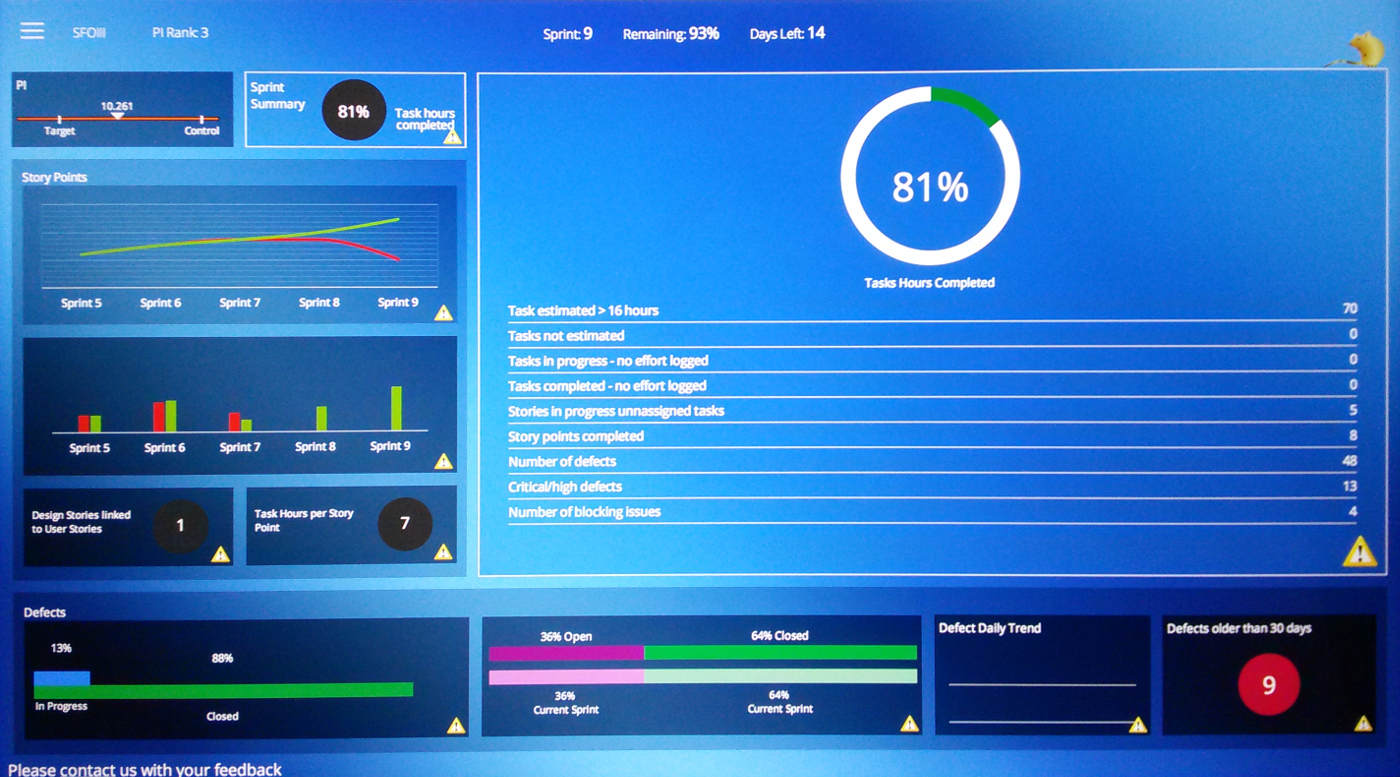 SFOIII
PI Rank: 3
Sprint: 9
Remaining: 93%
Days Left: 14
PI
10.261
Target
Control
Sprint
Summary
81%
Task hours
completed
Story Points
Sprint 5
Sprint 6
Sprint 7
Sprint 8
Sprint 9
Sprint 5
Sprint 6
Sprint 7
Sprint 8
Sprint 9
Design Stories linked
to User Stories
1
Task Hours per Story
Point
7
81%
Tasks Hours Completed
Task estimated > 16 hours 70
Tasks not estimated 0
Tasks in progress - no effort logged 0
Tasks completed - no effort logged 0
Stories in progress unnassigned tasks 5
Story points completed 8
Number of defects 48
Critical/high defects 13
Number of blocking issues 4
Defects
13%
88%
In Progress
Closed
36% Open
64% Closed
36%
Current Sprint
64%
Current Sprint
Defect Daily Trend
Defects older than 30 days
9
Please contact us with your feedback